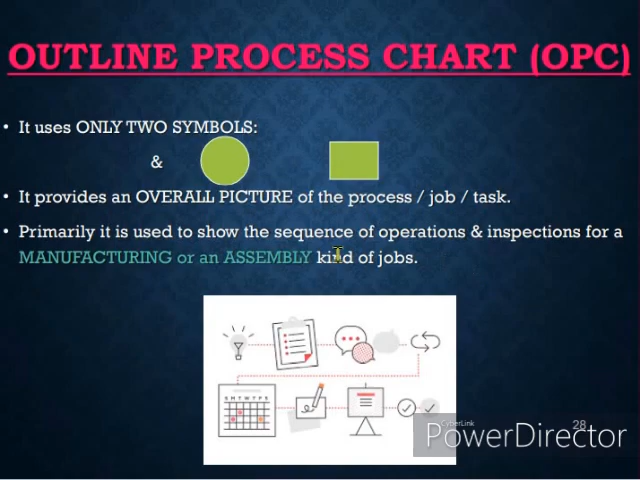 OUTLINE PROCESS CHART (OPC)
• It uses ONLY TWO SYMBOLS:
&
• It provides an OVERALL PICTURE of the process / job / task.
• Primarily it is used to show the sequence of operations & inspections for a
MANUFACTURING or an ASSEMBLY kind of jobs.
S M T W T F S
28
CyberLink
PowerDirector